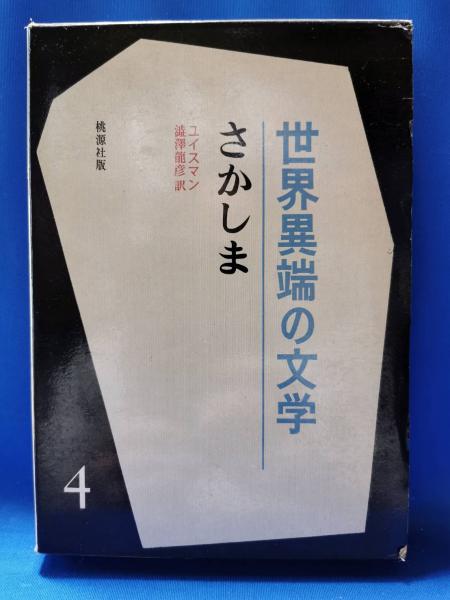 世界異端の文学
さかしま
ユイスマン
澁澤龍彦 訳
桃源社版
4